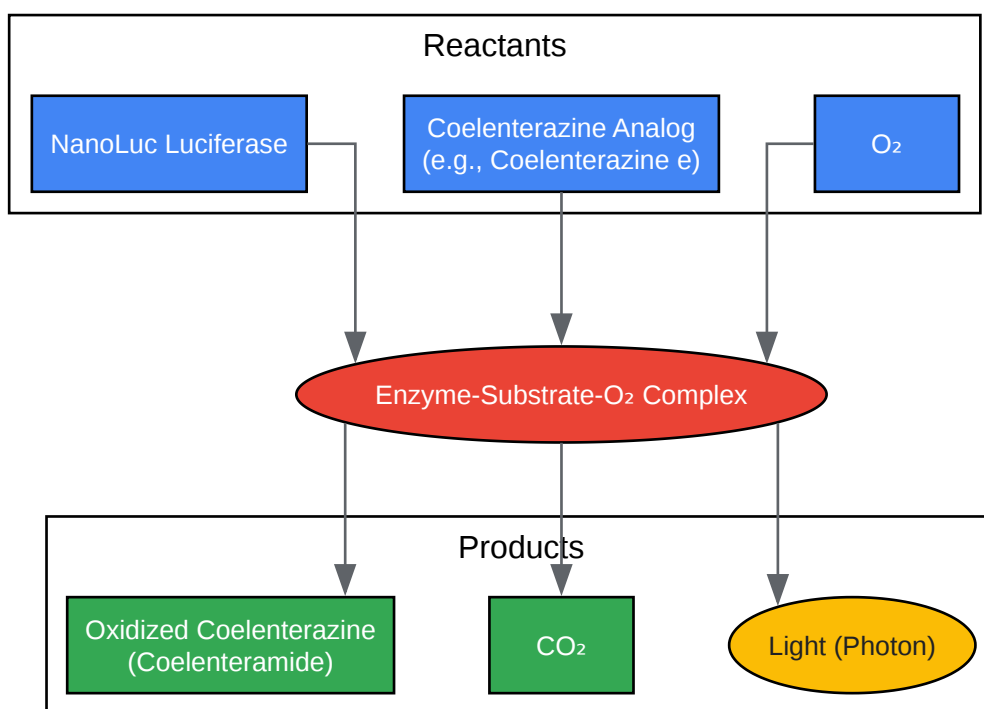 Reactants
NanoLuc Luciferase
Coelenterazine Analog
(e.g., Coelenterazine e)
O₂
Enzyme-Substrate-O₂ Complex
Products
Oxidized Coelenterazine
(Coelenteramide)
CO₂
Light (Photon)